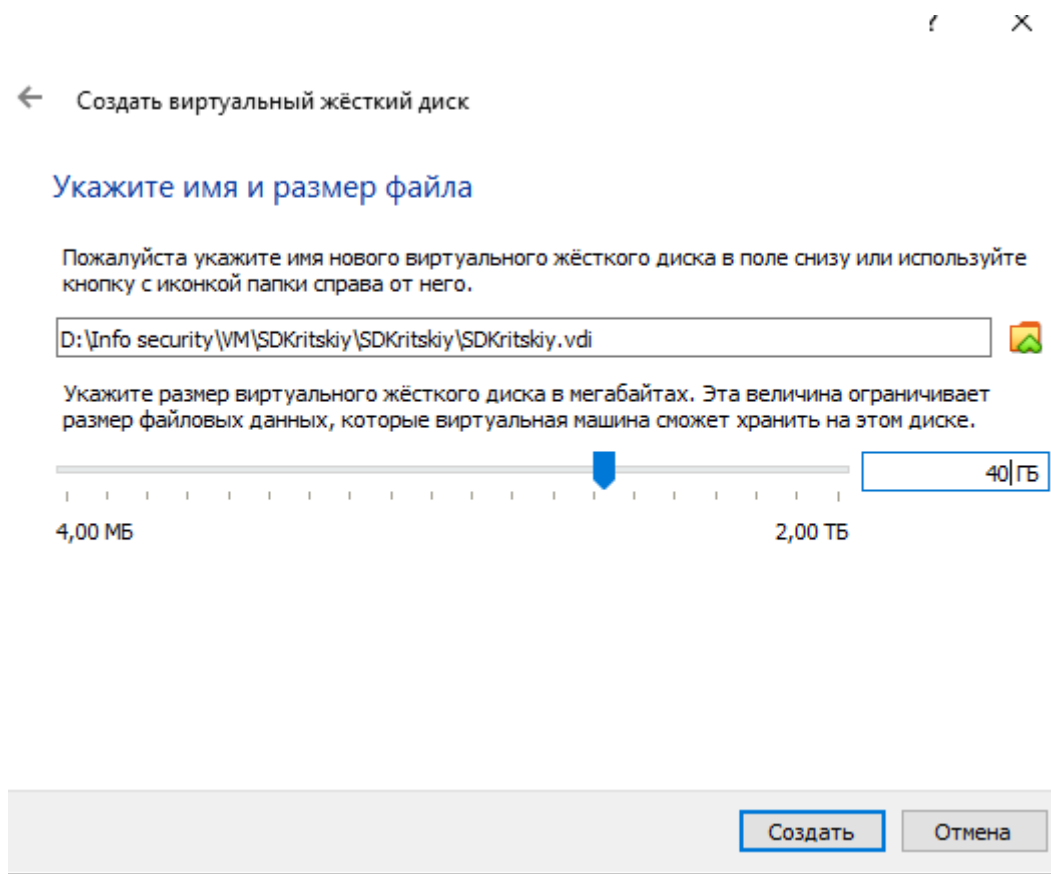 Создать виртуальный жёсткий диск
Укажите имя и размер файла
Пожалуйста укажите имя нового виртуального жёсткого диска в поле снизу или используйте
кнопку с иконкой папки справа от него.
D:\Info security\VM\SDKritskiy\SDKritskiy\SDKritskiy.vdi
Укажите размер виртуального жёсткого диска в мегабайтах. Эта величина ограничивает
размер файловых данных, которые виртуальная машина сможет хранить на этом диске.
40 ГБ
4,00 МБ 2,00 ТБ
Создать Отмена